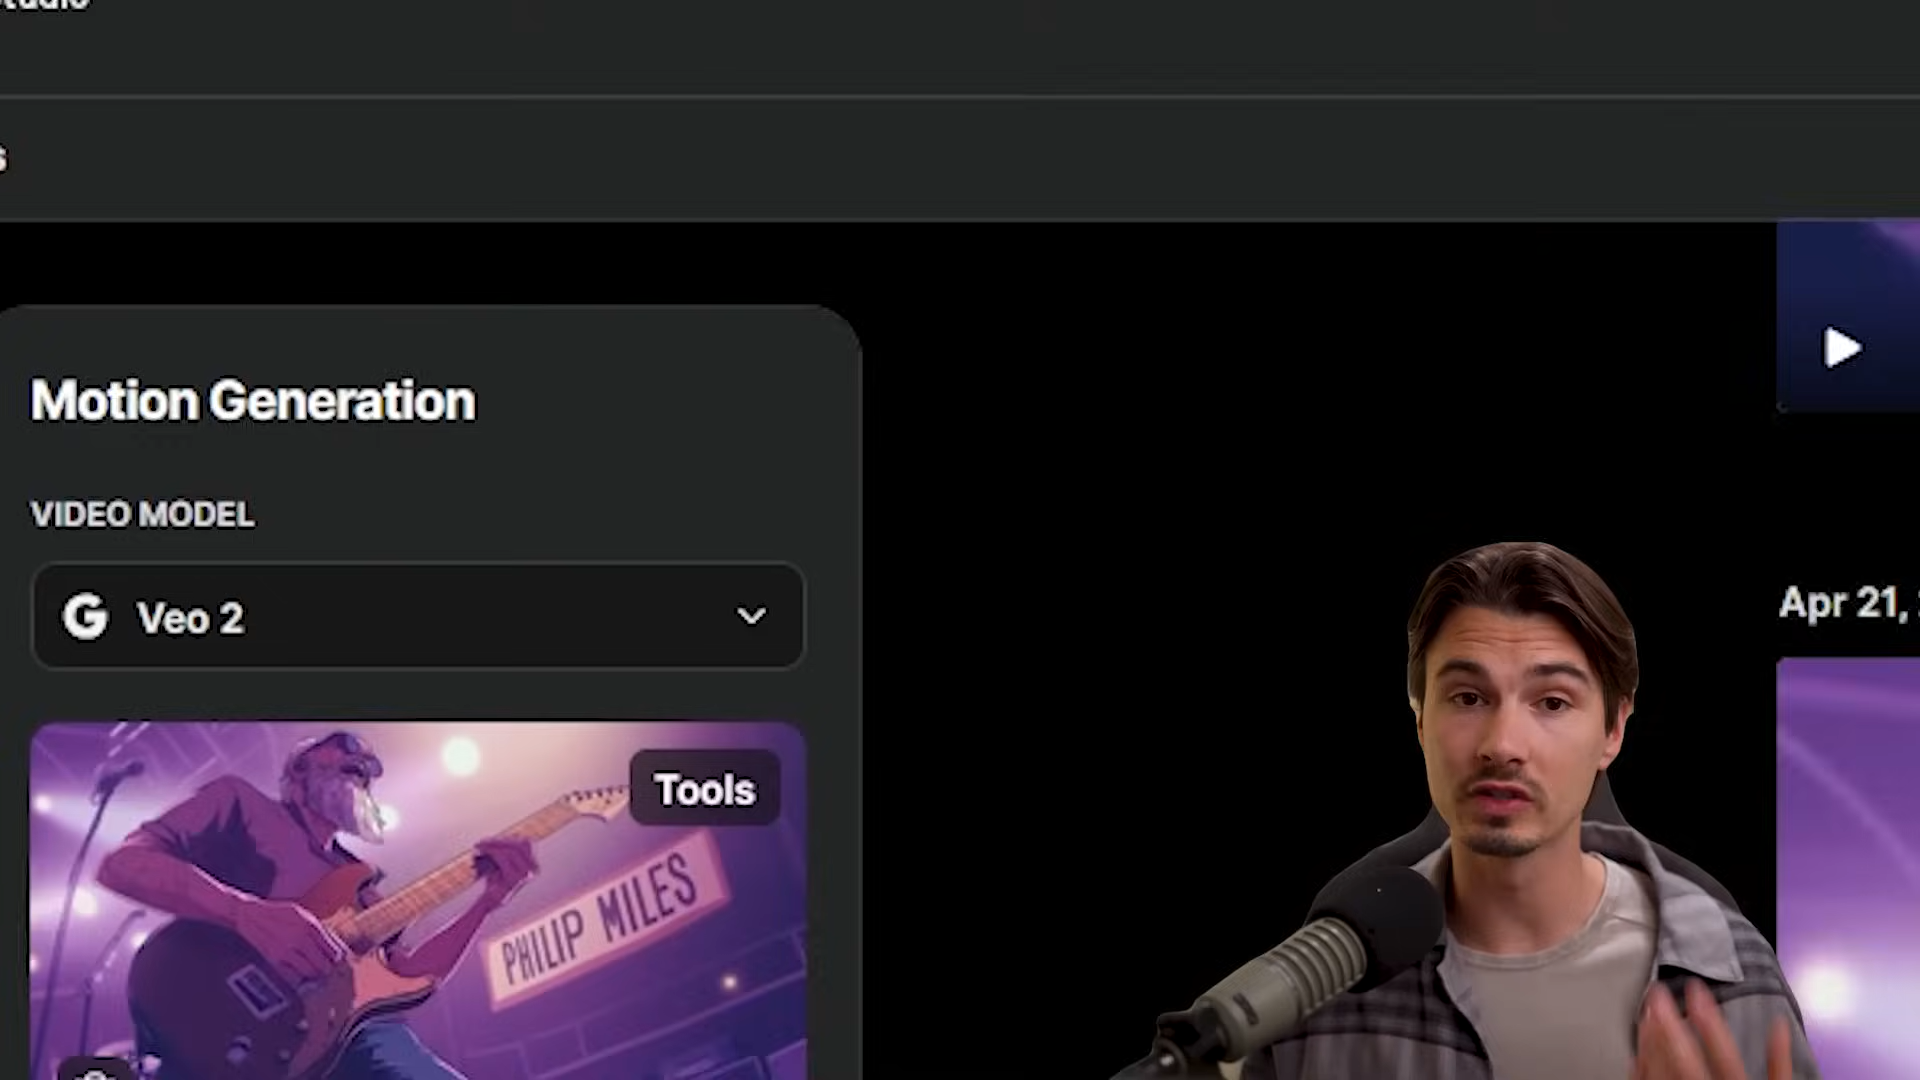 Motion Generation
VIDEO MODEL
G Veo 2
Tools
PHILIP MILES
Apr 21,